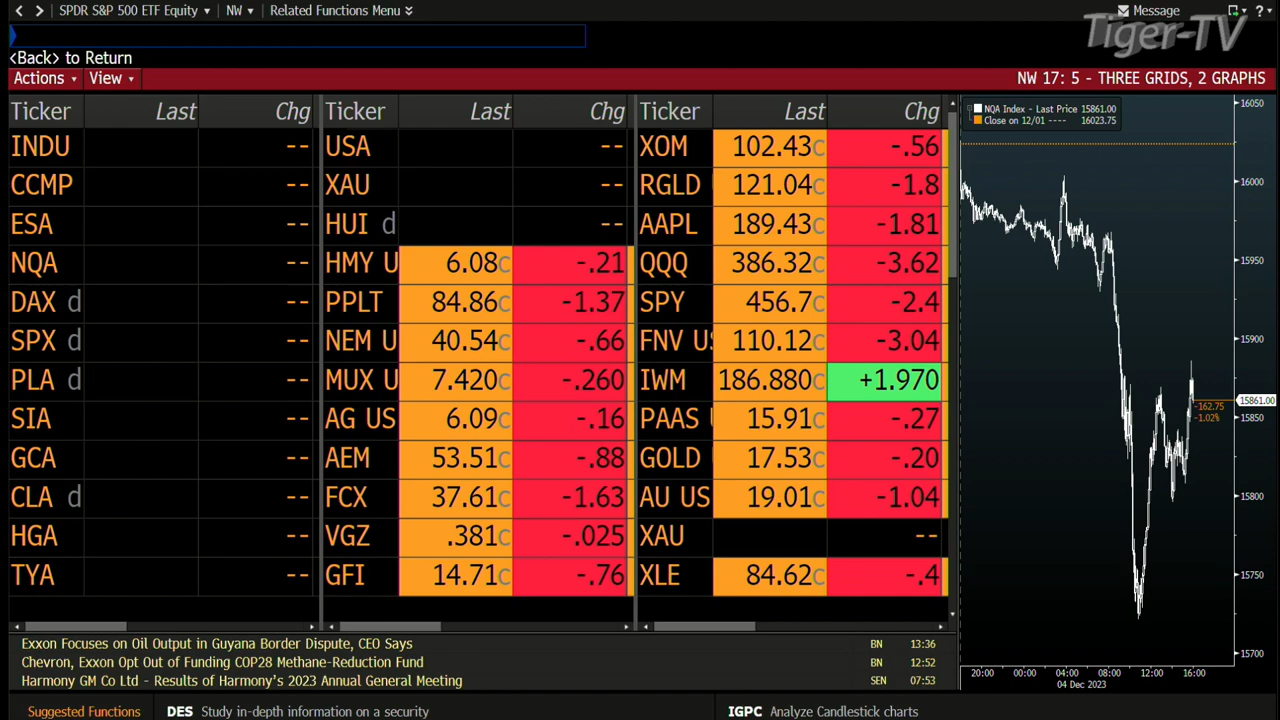 SPDR S&P 500 ETF Equity NW Related Functions Menu Message ?
Tiger-TV
<Back> to Return
Actions View NW 17: 5 - THREE GRIDS, 2 GRAPHS
Ticker Last Chg Ticker Last Chg Ticker Last Chg
INDU -- USA -- XOM 102.43C -.56
CCMP -- XAU -- RGLD 121.04C -1.8
ESA -- HUI d -- AAPL 189.43C -1.81
NQA -- HMY U 6.08C -.21 QQQ 386.32C -3.62
DAX d -- PPLT 84.86C -1.37 SPY 456.7C -2.4
SPX d -- NEM U 40.54C -.66 FNV US 110.12C -3.04
PLA d -- MUX U 7.420C -.260 IWM 186.880C +1.970
SIA -- AG US 6.09C -.16 PAAS 15.91C -.27
GCA -- AEM 53.51C -.88 GOLD 17.53C -.20
CLA d -- FCX 37.61C -1.63 AU US 19.01C -1.04
HGA -- VGZ .381C -.025 XAU --
TYA -- GFI 14.71C -.76 XLE 84.62C -.4
NQA Index - Last Price 15861.00
Close on 12/01 ---- 16023.75
16050
16000
15950
15900
15861.00
-162.75
-1.02%
15850
15800
15750
15700
20:00 00:00 04:00 08:00 12:00 16:00
04 Dec 2023
Exxon Focuses on Oil Output in Guyana Border Dispute, CEO Says BN 13:36
Chevron, Exxon Opt Out of Funding COP28 Methane-Reduction Fund BN 12:52
Harmony GM Co Ltd - Results of Harmony's 2023 Annual General Meeting SEN 07:53
Suggested Functions DES Study in-depth information on a security IGPC Analyze Candlestick charts